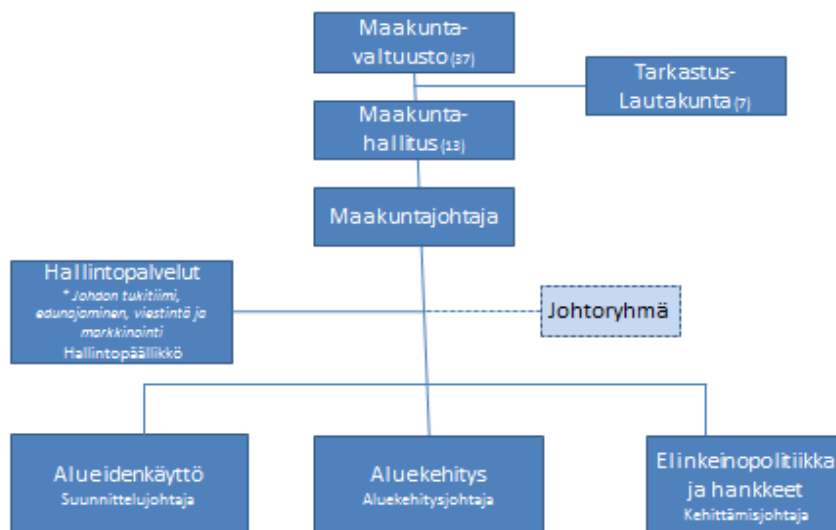 Maakunta-
valtuusto (37)
Tarkastus-
Lautakunta (7)
Maakunta-
hallitus (13)
Maakuntajohtaja
Hallintopalvelut
* Johdon tukitiimi,
edunajaminen, viestintä ja
markkinointi
Hallintopäällikkö
Johtoryhmä
Alueidenkäyttö
Suunnittelujohtaja
Aluekehitys
Aluekehitysjohtaja
Elinkeinopolitiikka
ja hankkeet
Kehittämisjohtaja